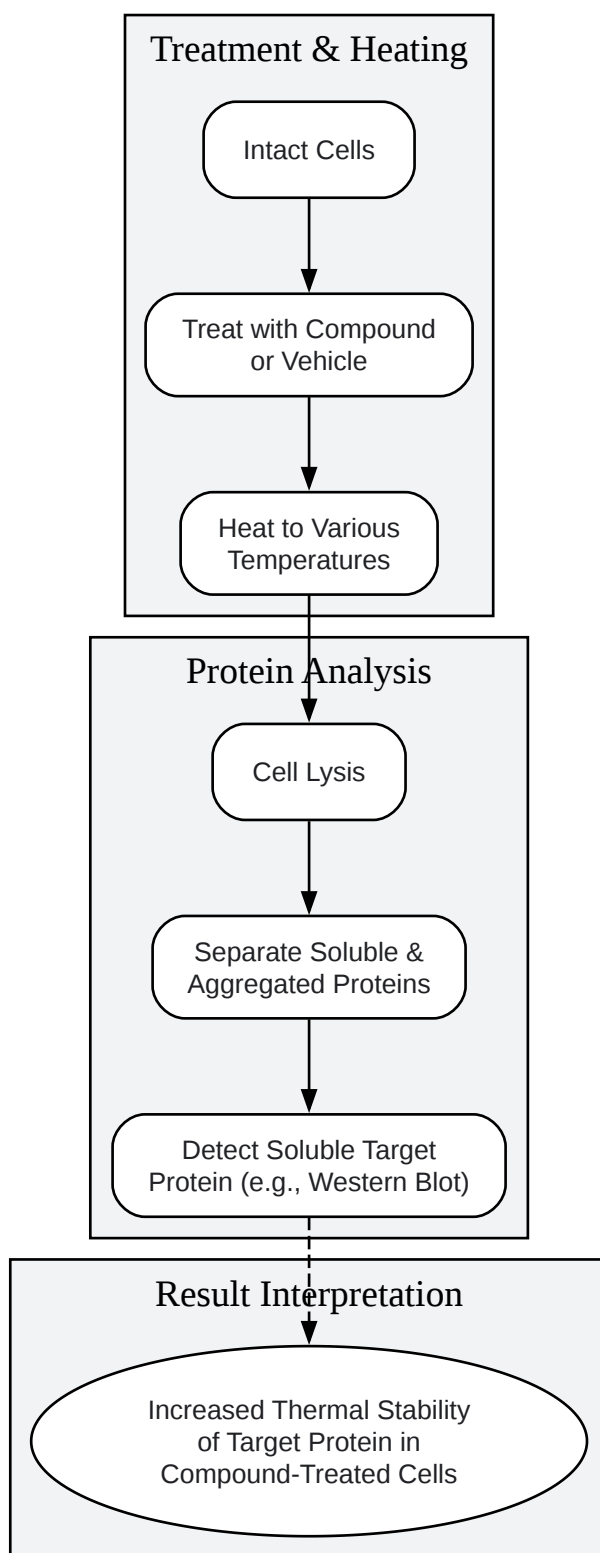 Treatment & Heating
Intact Cells
Treat with Compound
or Vehicle
Heat to Various
Temperatures
Protein Analysis
Cell Lysis
Separate Soluble &
Aggregated Proteins
Detect Soluble Target
Protein (e.g., Western Blot)
Result Interpretation
Increased Thermal Stability
of Target Protein in
Compound-Treated Cells